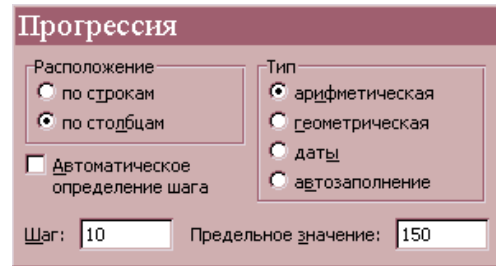 Прогрессия
Расположение
по строкам
по столбцам
Автоматическое
определение шага
Тип
арифметическая
геометрическая
даты
автозаполнение
Шаг: 10 Предельное значение: 150